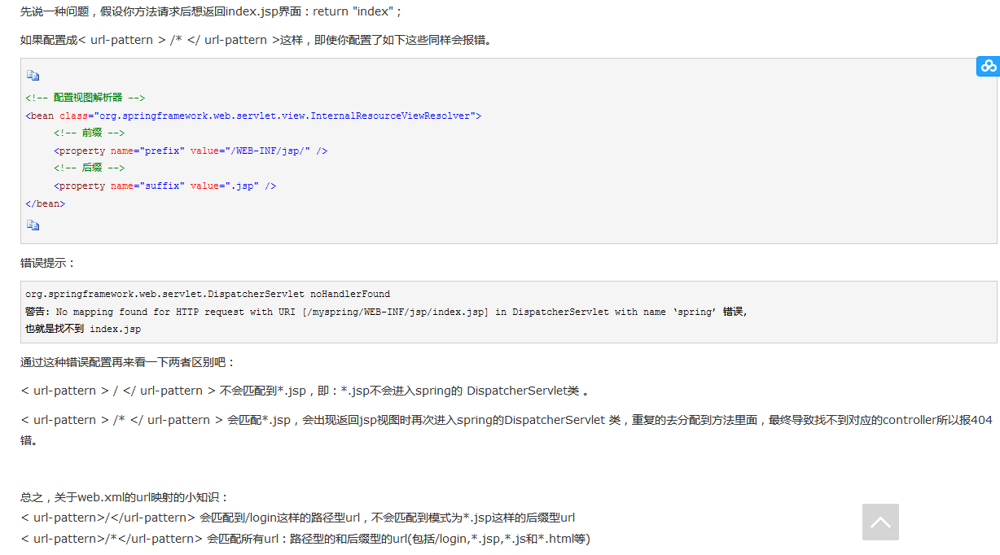 先说一种问题，假设你方法请求后想返回index.jsp界面：return "index"；
如果配置成< url-pattern > /* </ url-pattern >这样，即使你配置了如下这些同样会报错。
<!-- 配置视图解析器 -->
<bean class="org.springframework.web.servlet.view.InternalResourceViewResolver">
<!-- 前缀 -->
<property name="prefix" value="/WEB-INF/jsp/" />
<!-- 后缀 -->
<property name="suffix" value=".jsp" />
</bean>
错误提示：
org.springframework.web.servlet.DispatcherServlet noHandlerFound
警告: No mapping found for HTTP request with URI [/myspring/WEB-INF/jsp/index.jsp] in DispatcherServlet with name ‘spring’ 错误，
也就是找不到 index.jsp
通过这种错误配置再来看一下两者区别吧：
< url-pattern > / </ url-pattern > 不会匹配到*.jsp，即：*.jsp不会进入spring的 DispatcherServlet类 。
< url-pattern > /* </ url-pattern > 会匹配*.jsp，会出现返回jsp视图时再次进入spring的DispatcherServlet 类，重复的去分配到方法里面，最终导致找不到对应的controller所以报404
错。
总之，关于web.xml的url映射的小知识：
< url-pattern>/</url-pattern> 会匹配到/login这样的路径型url，不会匹配到模式为*.jsp这样的后缀型url
< url-pattern>/*</url-pattern> 会匹配所有url：路径型的和后缀型的url(包括/login,*.jsp,*.js和*.html等)